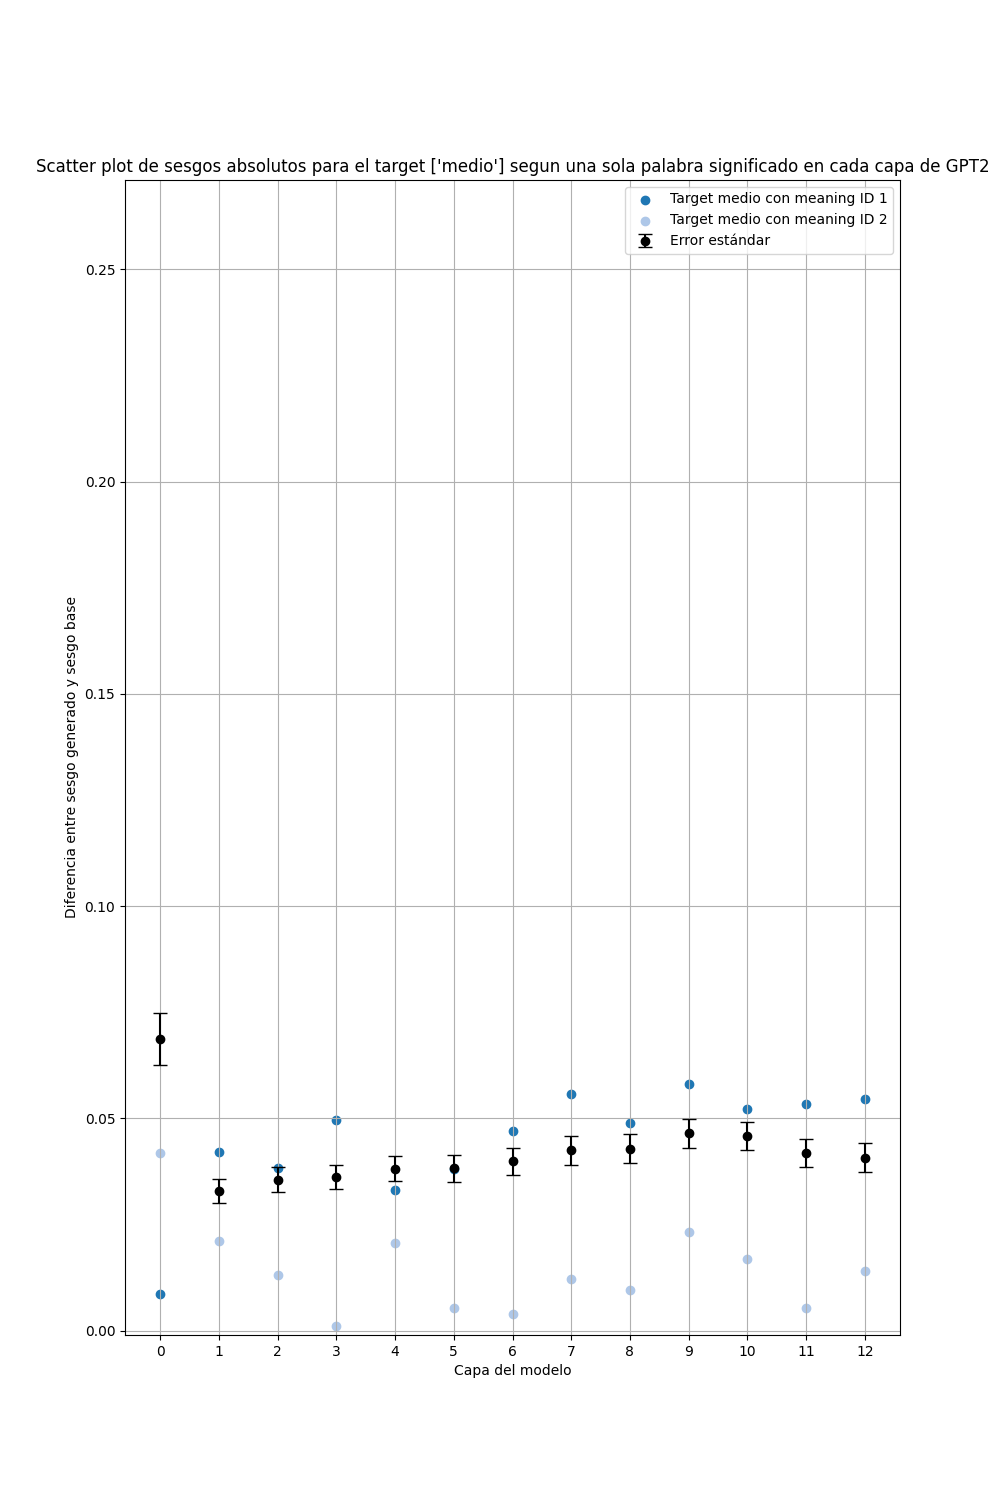 Scatter plot de sesgos absolutos para el target ['medio'] segun una sola palabra significado en cada capa de GPT2
Target medio con meaning ID 1
Target medio con meaning ID 2
Error estándar
Diferencia entre sesgo generado y sesgo base
0.25
0.20
0.15
0.10
0.05
0.00
0 1 2 3 4 5 6 7 8 9 10 11 12
Capa del modelo